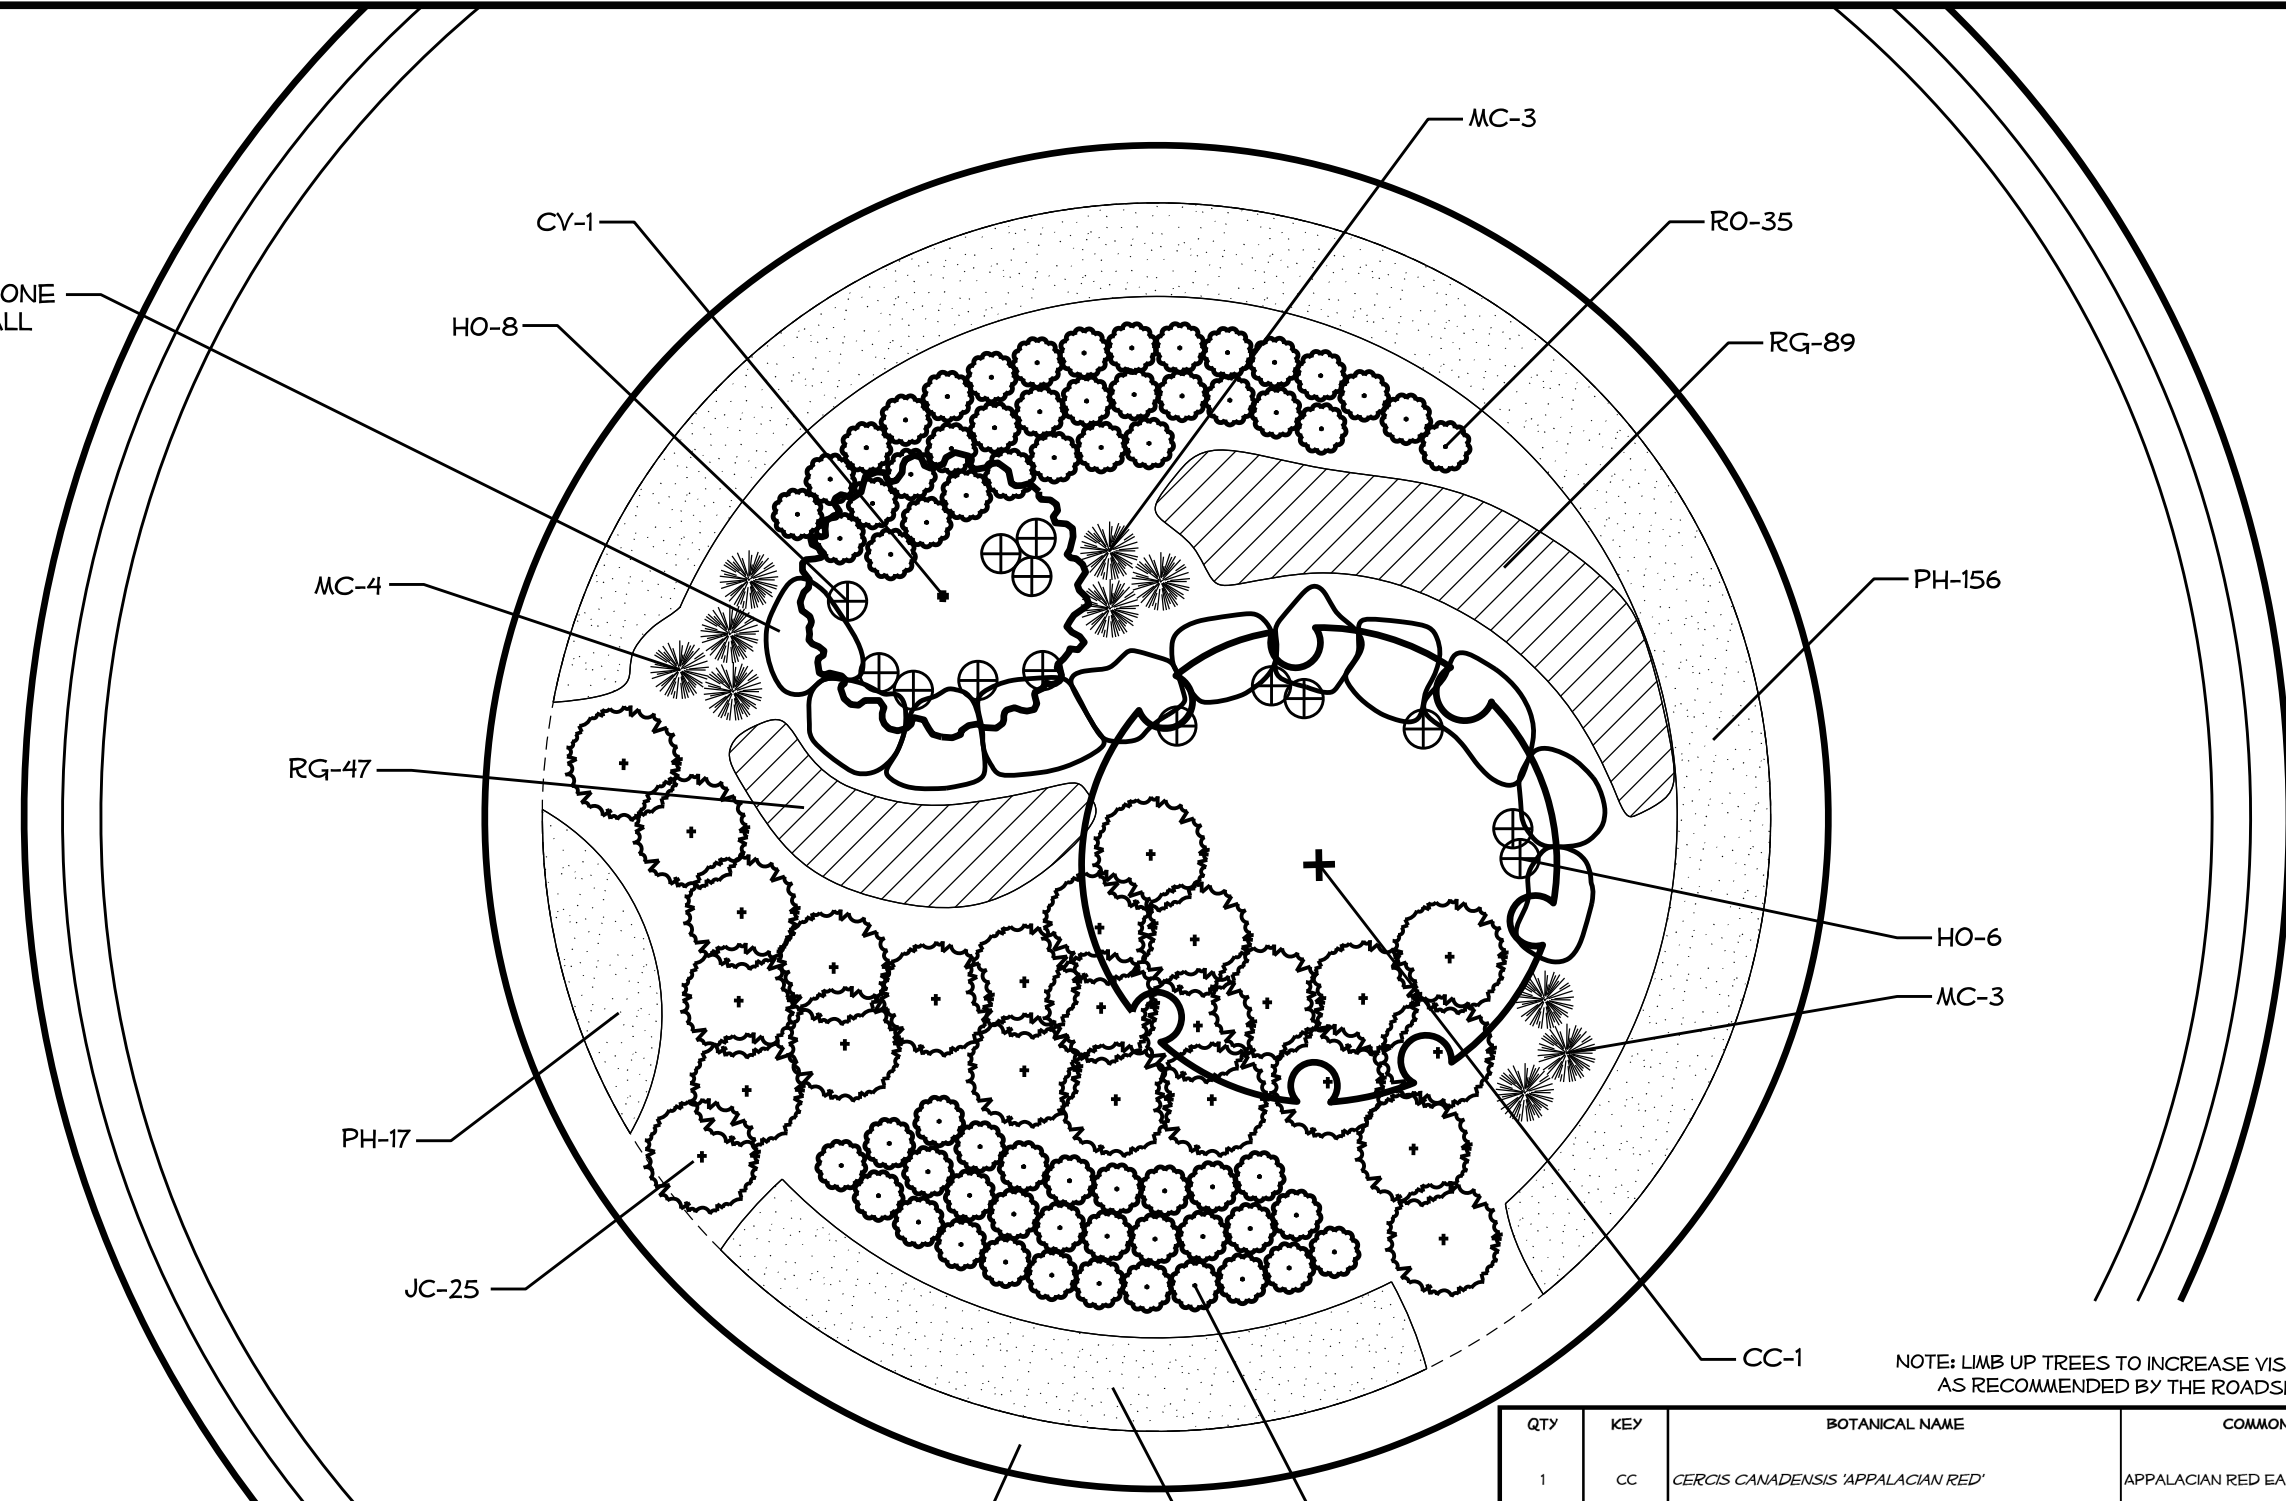 MC-3
CV-1
RO-35
ONE
ALL
HO-8
RG-89
MC-4
PH-156
RG-47
HO-6
MC-3
PH-17
JC-25
CC-1
NOTE: LIMB UP TREES TO INCREASE VIS
AS RECOMMENDED BY THE ROADS
QTY KEY BOTANICAL NAME COMMON
1 CC CERCIS CANADENSIS 'APPALACIAN RED' APPALACIAN RED EA